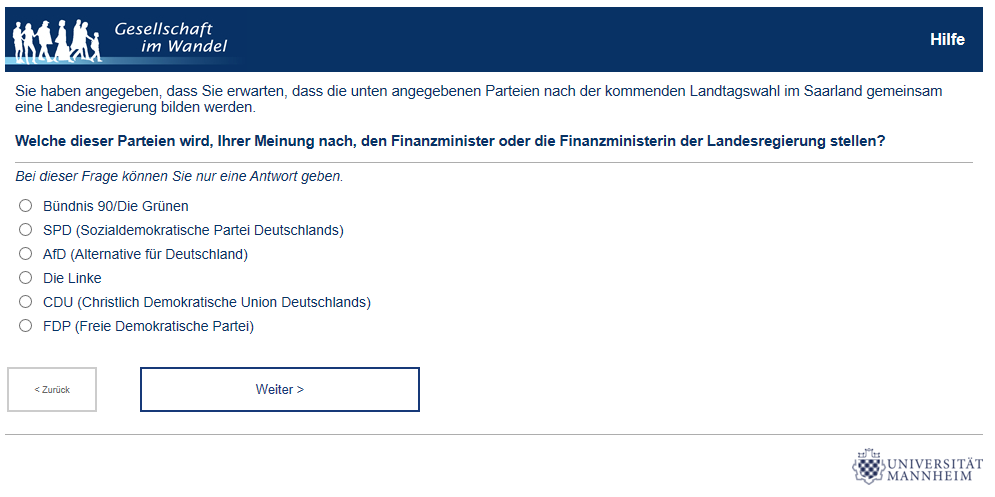 Gesellschaft
im Wandel
Hilfe
Sie haben angegeben, dass Sie erwarten, dass die unten angegebenen Parteien nach der kommenden Landtagswahl im Saarland gemeinsam
eine Landesregierung bilden werden.
Welche dieser Parteien wird, Ihrer Meinung nach, den Finanzminister oder die Finanzministerin der Landesregierung stellen?
Bei dieser Frage können Sie nur eine Antwort geben.
Bündnis 90/Die Grünen
SPD (Sozialdemokratische Partei Deutschlands)
AfD (Alternative für Deutschland)
Die Linke
CDU (Christlich Demokratische Union Deutschlands)
FDP (Freie Demokratische Partei)
< Zurück
Weiter >
UNIVERSITÄT
MANNHEIM